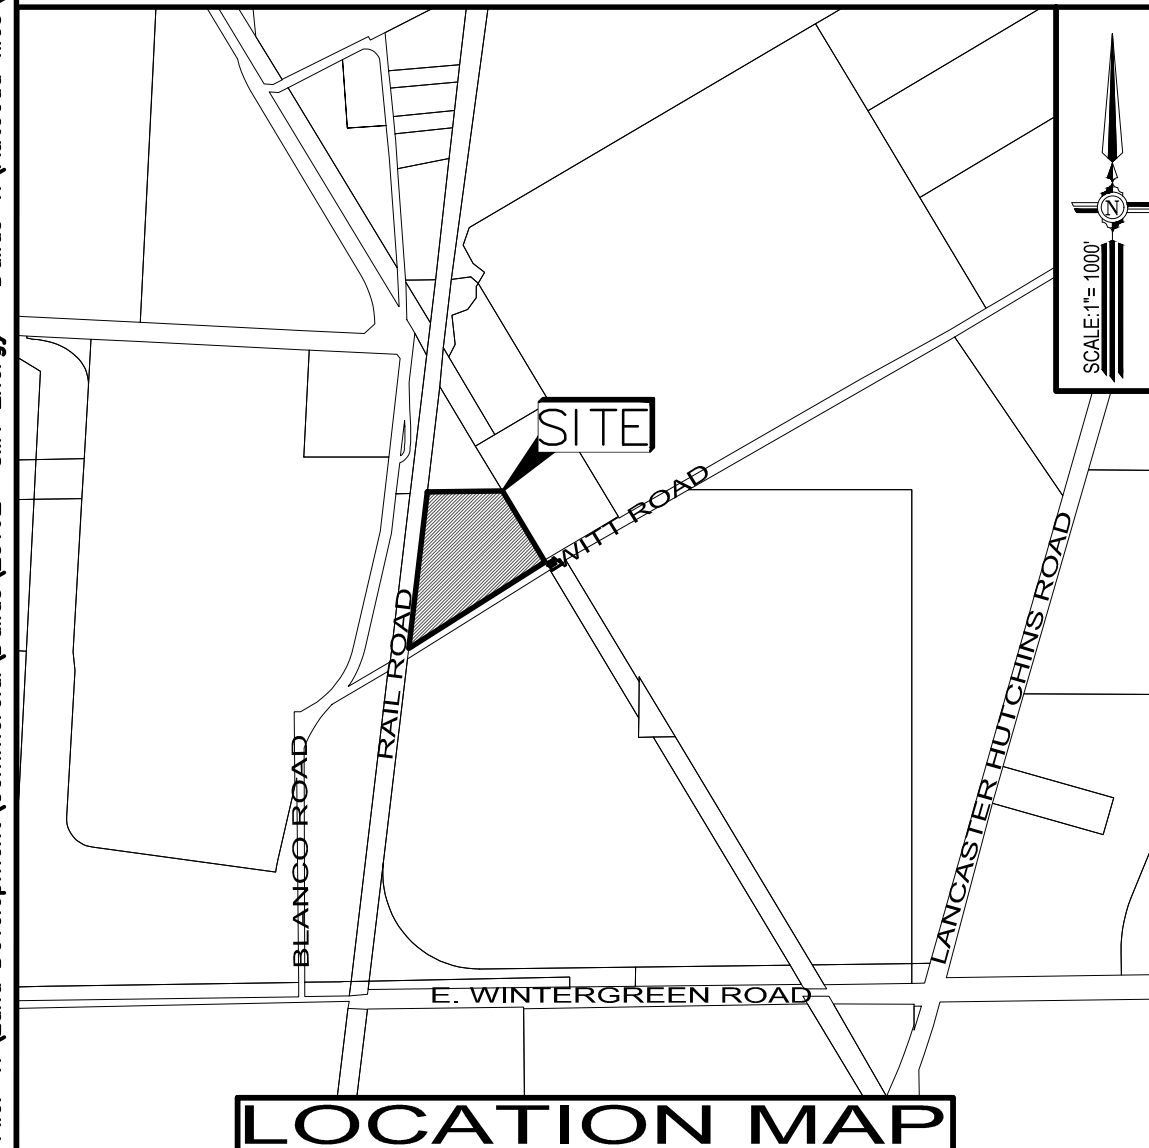 N
SCALE:1"= 1000'
SITE
WITT ROAD
RAIL ROAD
LANCASTER HUTCHINS ROAD
BLANCO ROAD
E. WINTERGREEN ROAD
LOCATION MAP